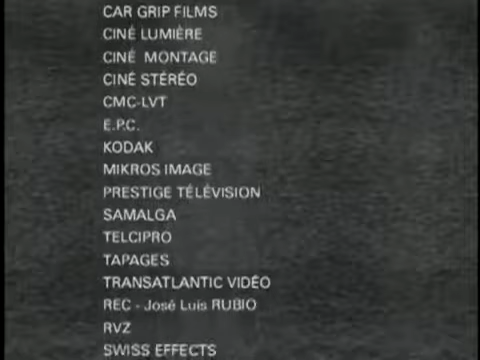 CAR GRIP FILMS
CINÉ LUMIÈRE
CINÉ MONTAGE
CINÉ STÉRÉO
CMC-LVT
E.P.C.
KODAK
MIKROS IMAGE
PRESTIGE TÉLÉVISION
SAMALGA
TELCIPRO
TAPAGES
TRANSATLANTIC VIDÉO
REC - José Luis RUBIO
RVZ
SWISS EFFECTS